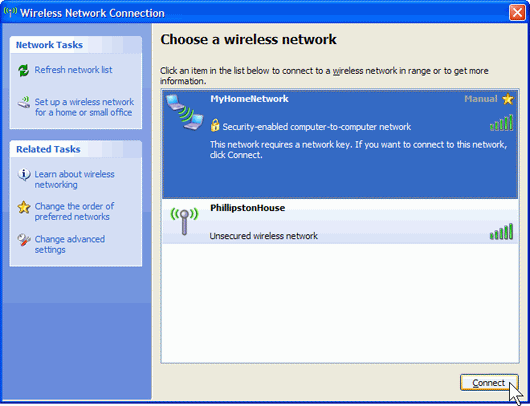 Wireless Network Connection
Network Tasks
Refresh network list
Set up a wireless network
for a home or small office
Related Tasks
Learn about wireless
networking
Change the order of
preferred networks
Change advanced
settings
Choose a wireless network
Click an item in the list below to connect to a wireless network in range or to get more
information.
MyHomeNetwork
Manual
Security-enabled computer-to-computer network
This network requires a network key. If you want to connect to this network,
click Connect.
PhillipstonHouse
Unsecured wireless network
Connect